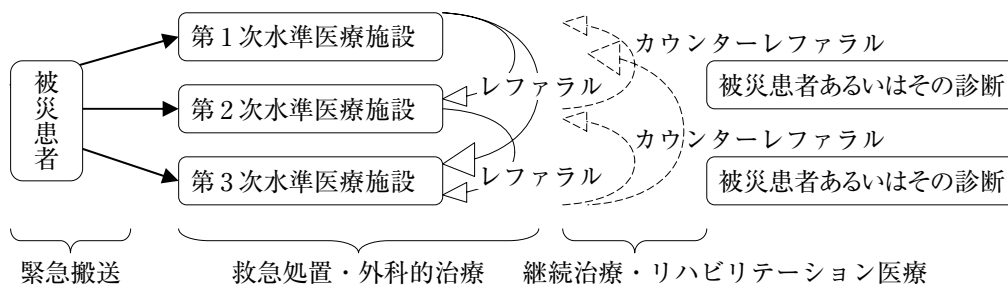 被災患者
第1次水準医療施設
第2次水準医療施設
第3次水準医療施設
レファラル
レファラル
カウンターレファラル
被災患者あるいはその診断
カウンターレファラル
被災患者あるいはその診断
緊急搬送
救急処置・外科的治療
継続治療・リハビリテーション医療